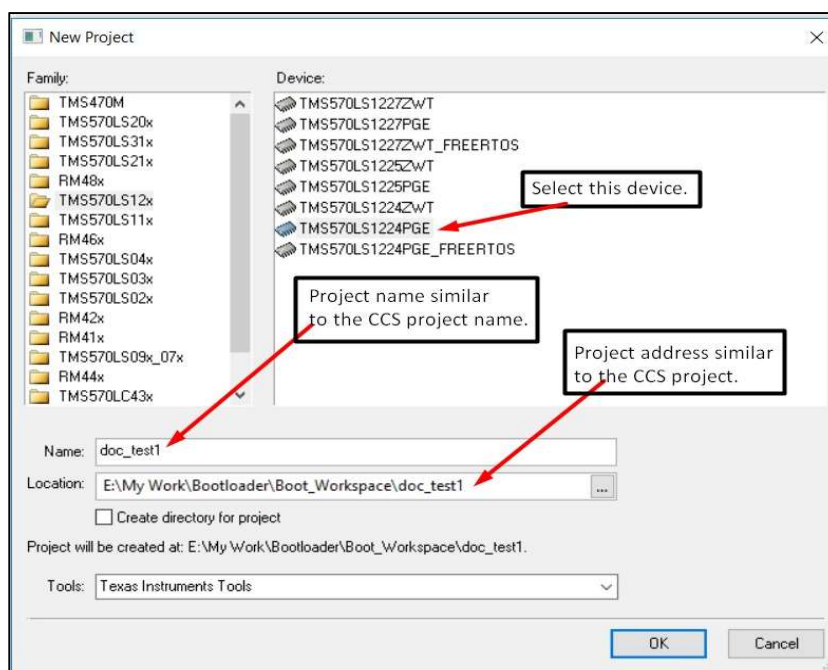 New Project
Family:
TMS470M
TMS570LS20x
TMS570LS31x
TMS570LS21x
RM48x
TMS570LS12x
TMS570LS11x
RM46x
TMS570LS04x
TMS570LS03x
TMS570LS02x
RM42x
RM41x
TMS570LS09x_07x
RM44x
TMS570LC43x
Device:
TMS570LS1227ZWT
TMS570LS1227PGE
TMS570LS1227ZWT_FREERTOS
TMS570LS1225ZWT
TMS570LS1225PGE
TMS570LS1224ZWT
TMS570LS1224PGE
TMS570LS1224PGE_FREERTOS
Select this device.
Project name similar
to the CCS project name.
Project address similar
to the CCS project.
Name: doc_test1
Location: E:\My Work\Bootloader\Boot_Workspace\doc_test1 ...
Create directory for project
Project will be created at: E:\My Work\Bootloader\Boot_Workspace\doc_test1.
Tools: Texas Instruments Tools
OK Cancel